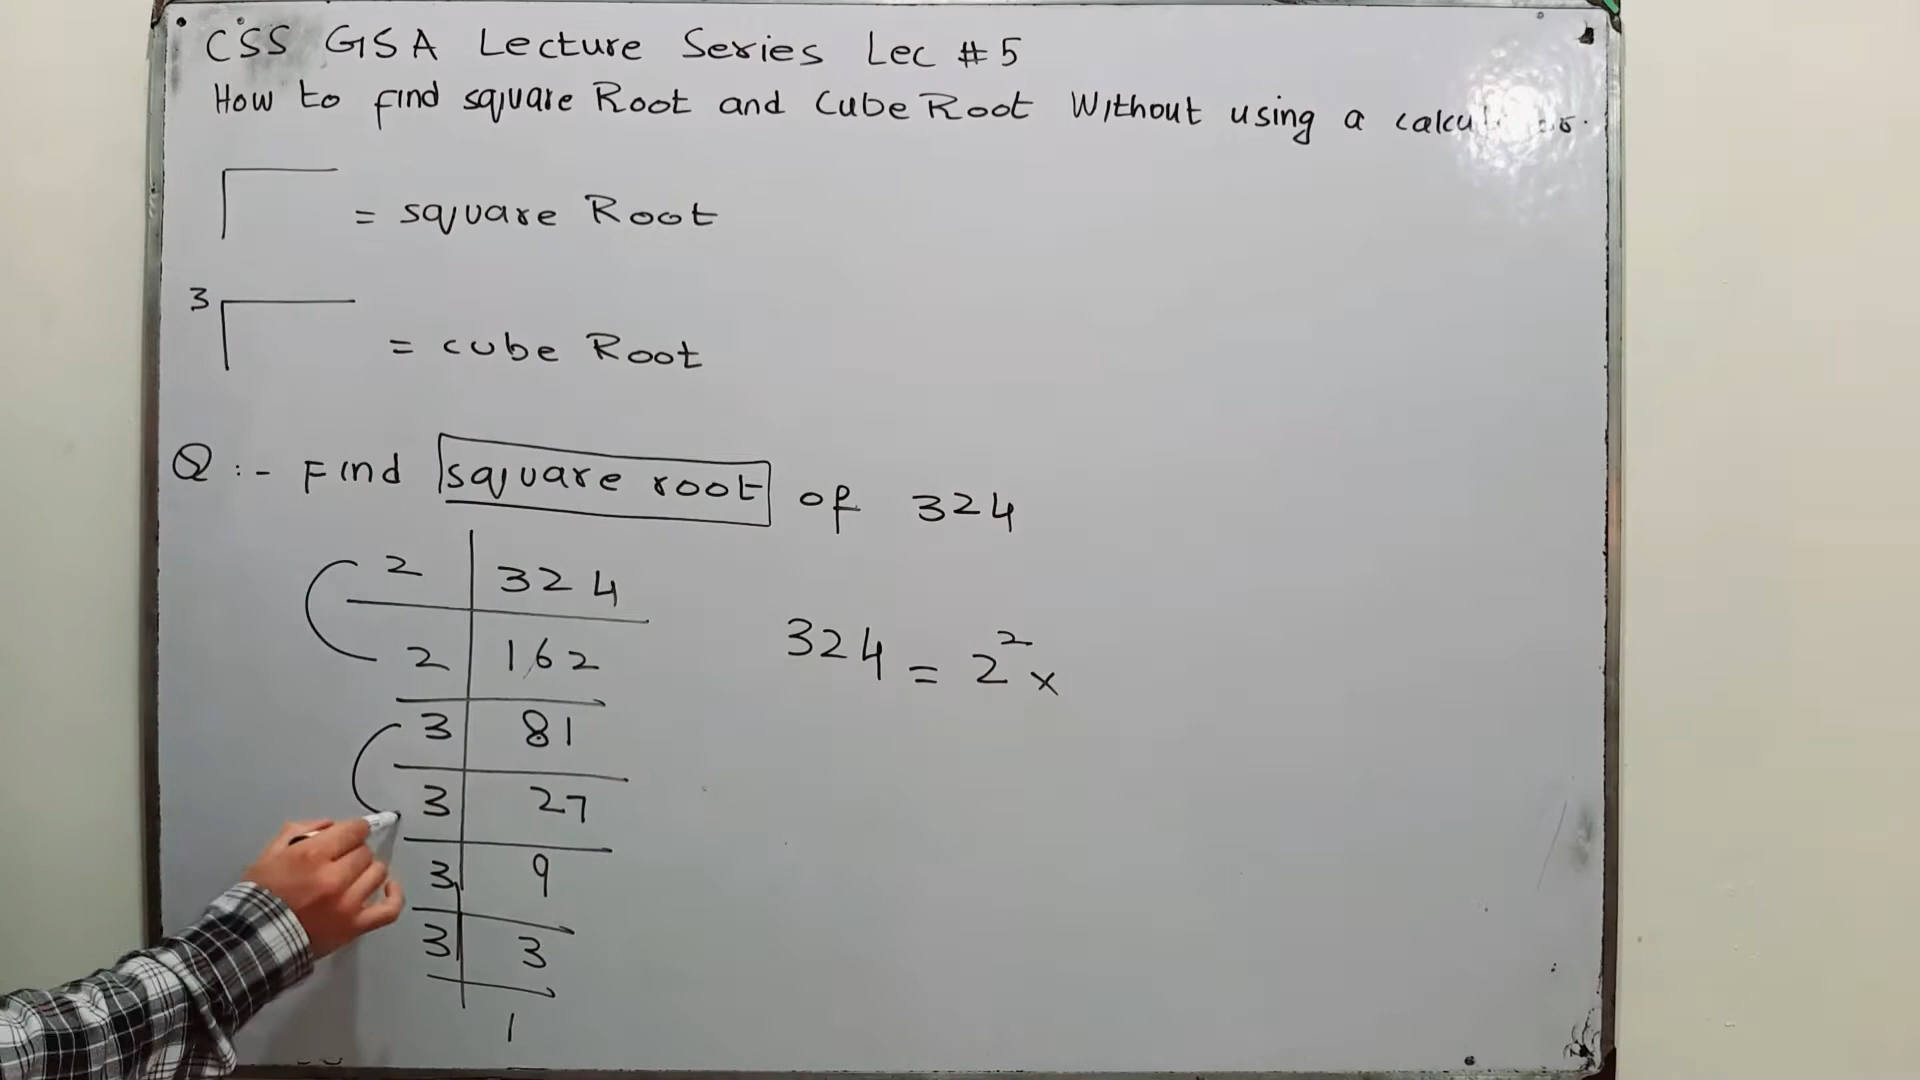 CSS GSA Lecture Series Lec # 5
How to find square Root and Cube Root Without using a
= square Root
3
= cube Root
Q :- Find square root of 324
2 | 324
2 | 162
324 = 2² x
3 | 81
3 | 27
3 | 9
3 | 3
1